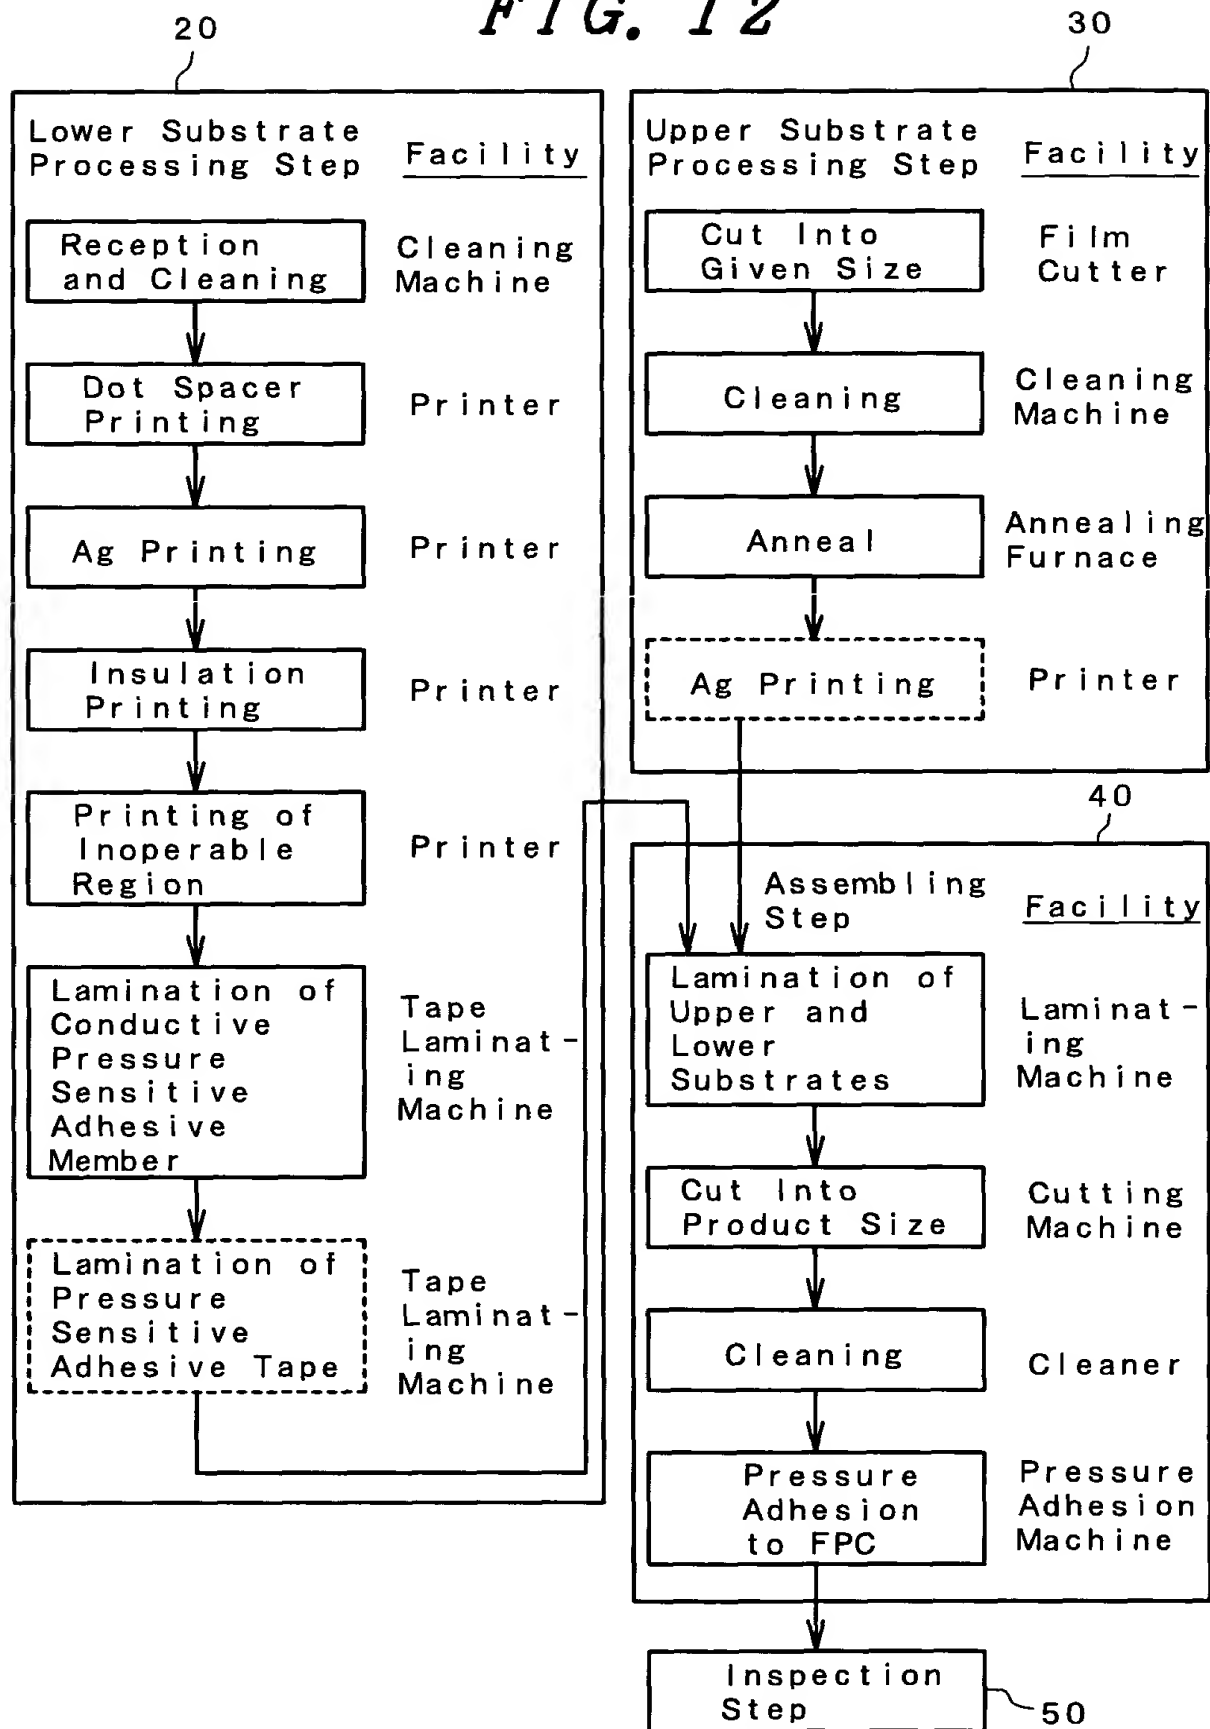 FIG. 12
20
Lower Substrate
Processing Step
Facility
Reception
and Cleaning
Cleaning
Machine
Dot Spacer
Printing
Printer
Ag Printing
Printer
Insulation
Printing
Printer
Printing of
Inoperable
Region
Printer
Lamination of
Conductive
Pressure
Sensitive
Adhesive
Member
Tape
Laminat-
ing
Machine
Lamination of
Pressure
Sensitive
Adhesive Tape
Tape
Laminat-
ing
Machine
30
Upper Substrate
Processing Step
Facility
Cut Into
Given Size
Film
Cutter
Cleaning
Cleaning
Machine
Anneal
Annealing
Furnace
Ag Printing
Printer
40
Assembling
Step
Facility
Lamination of
Upper and
Lower
Substrates
Laminat-
ing
Machine
Cut Into
Product Size
Cutting
Machine
Cleaning
Cleaner
Pressure
Adhesion
to FPC
Pressure
Adhesion
Machine
Inspection
Step
50